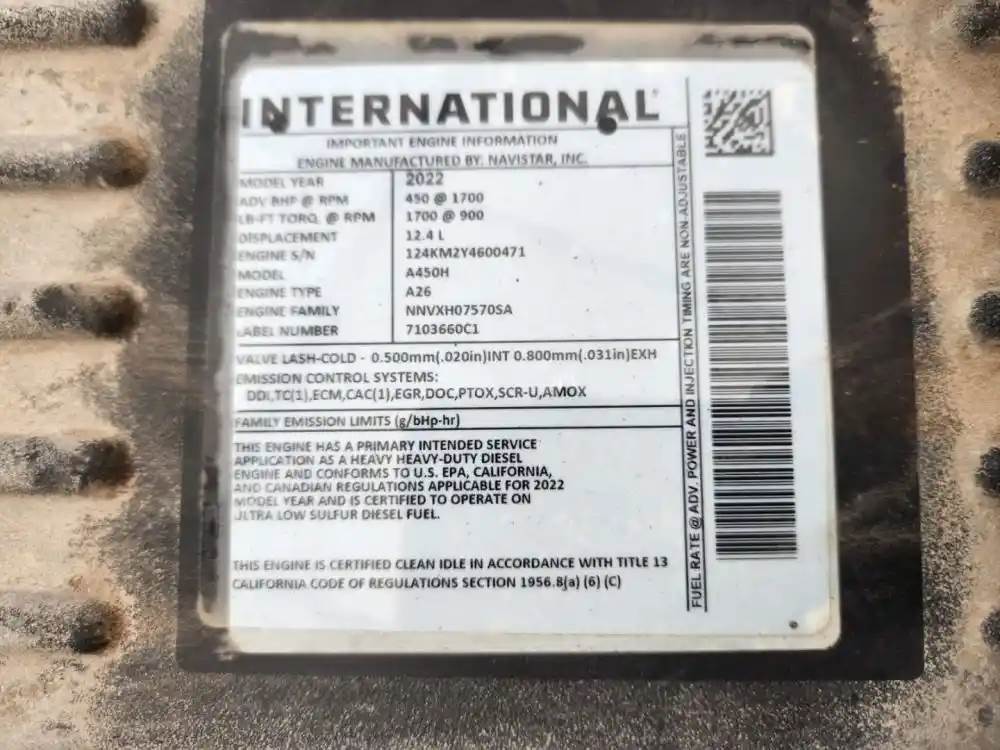 INTERNATIONAL
IMPORTANT ENGINE INFORMATION
ENGINE MANUFACTURED BY: NAVISTAR, INC.
MODEL YEAR 2022
ADV BHP @ RPM 450 @ 1700
LB-FT TORQ. @ RPM 1700 @ 900
DISPLACEMENT 12.4 L
ENGINE S/N 124KM2Y4600471
MODEL A450H
ENGINE TYPE A26
ENGINE FAMILY NNVXH07570SA
LABEL NUMBER 7103660C1
VALVE LASH-COLD - 0.500mm(.020in)INT 0.800mm(.031in)EXH
EMISSION CONTROL SYSTEMS:
DDI,TC(1),ECM,CAC(1),EGR,DOC,PTOX,SCR-U,AMOX
FAMILY EMISSION LIMITS (g/bHp-hr)
THIS ENGINE HAS A PRIMARY INTENDED SERVICE
APPLICATION AS A HEAVY HEAVY-DUTY DIESEL
ENGINE AND CONFORMS TO U.S. EPA, CALIFORNIA,
AND CANADIAN REGULATIONS APPLICABLE FOR 2022
MODEL YEAR AND IS CERTIFIED TO OPERATE ON
ULTRA LOW SULFUR DIESEL FUEL.
THIS ENGINE IS CERTIFIED CLEAN IDLE IN ACCORDANCE WITH TITLE 13
CALIFORNIA CODE OF REGULATIONS SECTION 1956.8(a) (6) (C)
FUEL RATE @ ADV. POWER AND INJECTION TIMING ARE NON-ADJUSTABLE